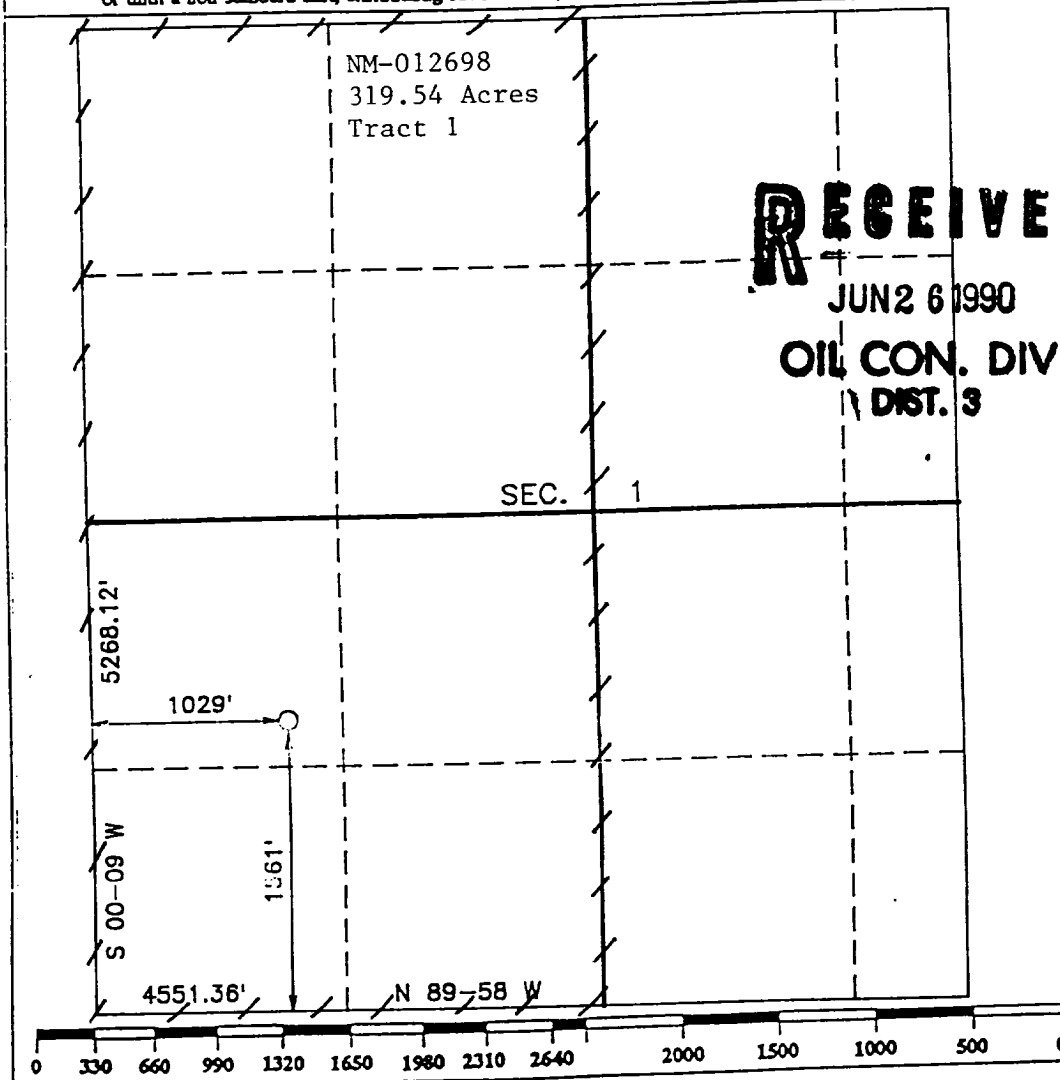 NM-012698
319.54 Acres
Tract 1
RECEIVE
JUN 2 6 1990
OIL CON. DIV
DIST. 3
SEC. 1
5268.12'
1029'
S 00-09 W
4551.36'
N 89-58 W
0 330 660 990 1320 1650 1980 2310 2640 2000 1500 1000 500